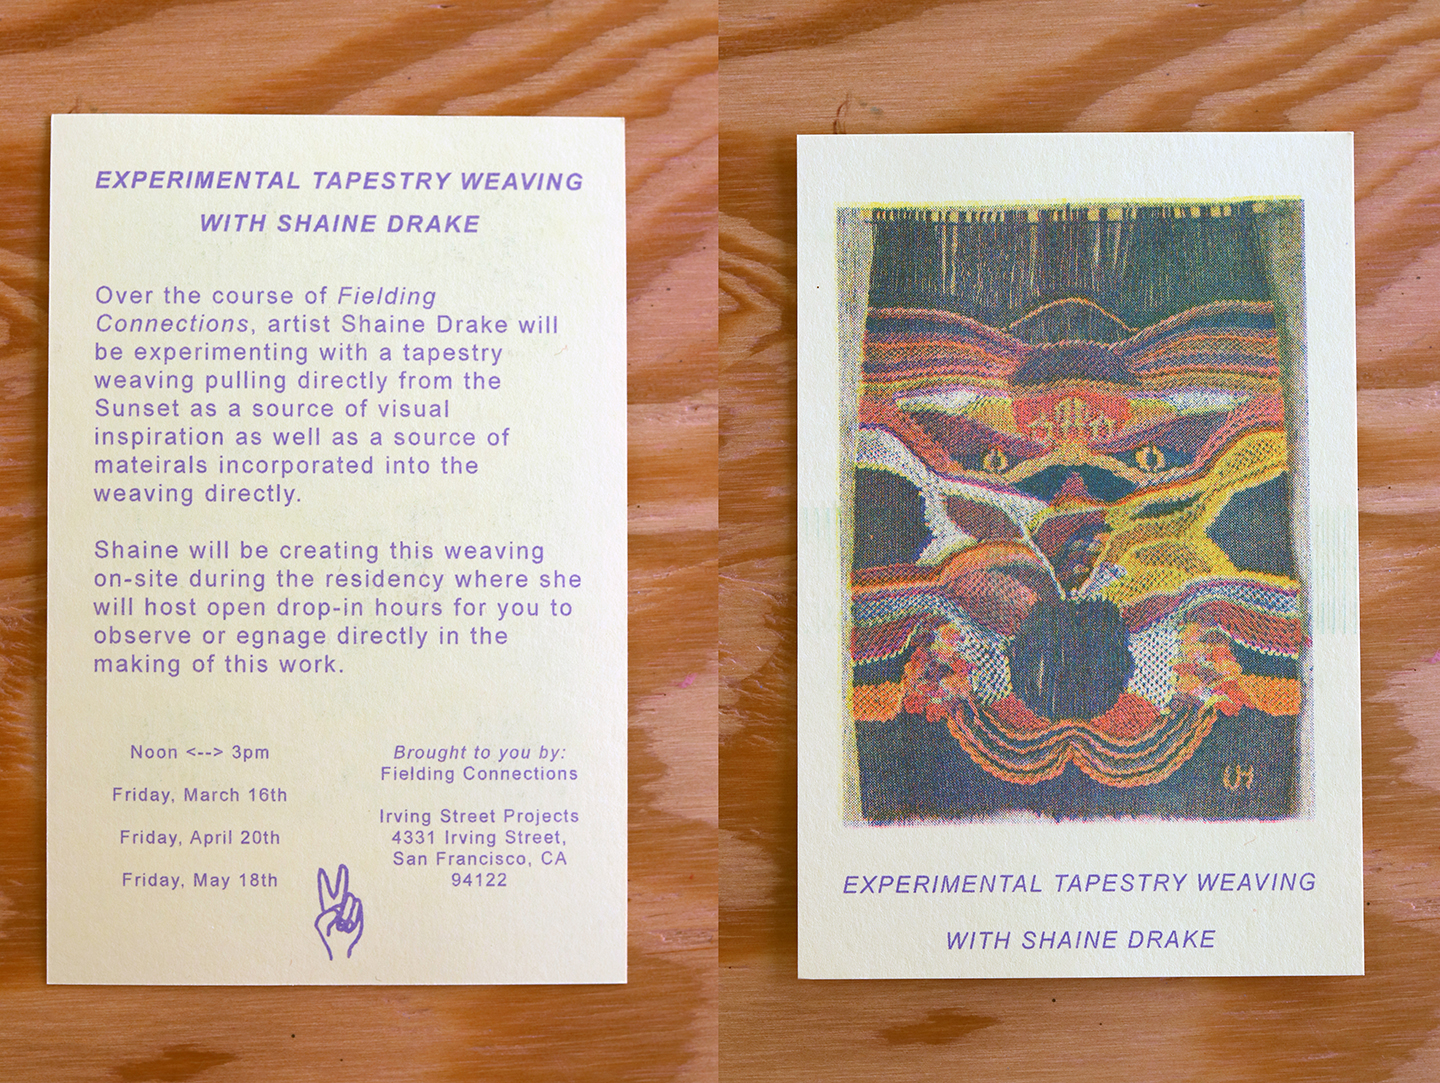 EXPERIMENTAL TAPESTRY WEAVING
WITH SHAINE DRAKE
Over the course of Fielding
Connections, artist Shaine Drake will
be experimenting with a tapestry
weaving pulling directly from the
Sunset as a source of visual
inspiration as well as a source of
mateirals incorporated into the
weaving directly.
Shaine will be creating this weaving
on-site during the residency where she
will host open drop-in hours for you to
observe or egnage directly in the
making of this work.
Noon <--> 3pm
Friday, March 16th
Friday, April 20th
Friday, May 18th
Brought to you by:
Fielding Connections
Irving Street Projects
4331 Irving Street,
San Francisco, CA
94122
EXPERIMENTAL TAPESTRY WEAVING
WITH SHAINE DRAKE